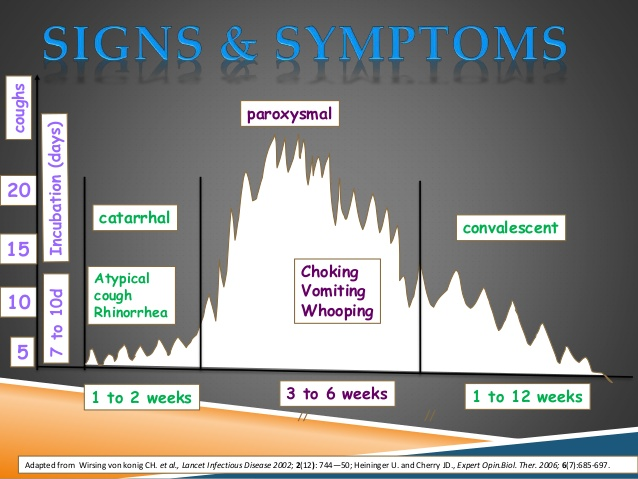 SIGNS & SYMPTOMS
coughs
20
15
10
5
Incubation (days)
7 to 10d
catarrhal
Atypical
cough
Rhinorrhea
1 to 2 weeks
paroxysmal
Choking
Vomiting
Whooping
3 to 6 weeks
convalescent
1 to 12 weeks
//
//
Adapted from Wirsing von konig CH. et al., Lancet Infectious Disease 2002; 2(12): 744—50; Heininger U. and Cherry JD., Expert Opin.Biol. Ther. 2006; 6(7):685-697.